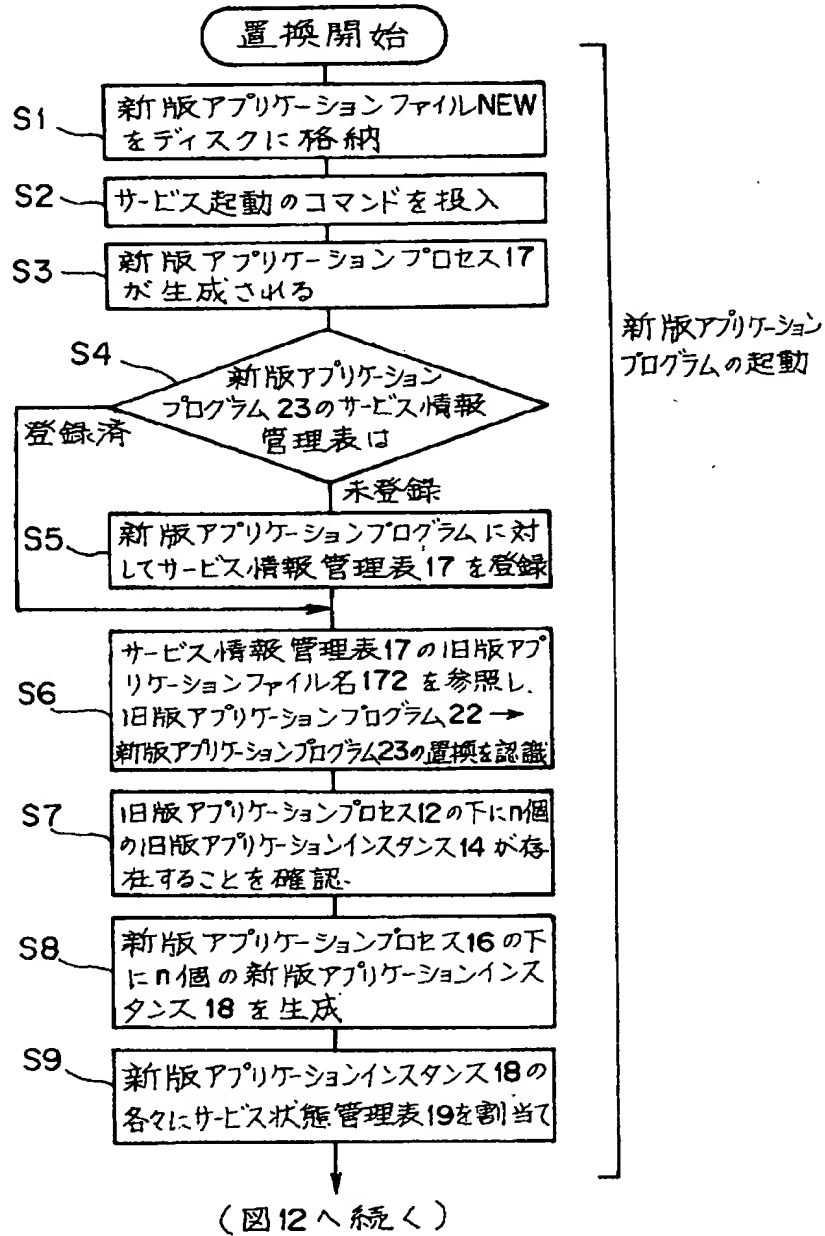 置換開始
S1
新版アプリケーションファイルNEW
をディスクに格納
S2
サービス起動のコマンドを投入
S3
新版アプリケーションプロセス17
が生成される
S4
新版アプリケーション
プログラム23のサービス情報
管理表は
登録済
未登録
S5
新版アプリケーションプログラムに対
してサービス情報管理表17を登録
S6
サービス情報管理表17の旧版アプ
リケーションファイル名172を参照し、
旧版アプリケーションプログラム22→
新版アプリケーションプログラム23の置換を認識
S7
旧版アプリケーションプロセス12の下にn個
の旧版アプリケーションインスタンス14が存
在することを確認、
S8
新版アプリケーションプロセス16の下
にn個の新版アプリケーションインス
タンス18を生成
S9
新版アプリケーションインスタンス18の
各々にサービス状態管理表19を割当て
新版アプリケーション
プログラムの起動
(図12へ続く)